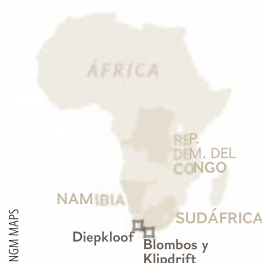 ÁFRICA
REP.
DEM. DEL
CONGO
NAMIBIA
SUDÁFRICA
Diepkloof
Blombos y
Klipdrift
NGM MAPS